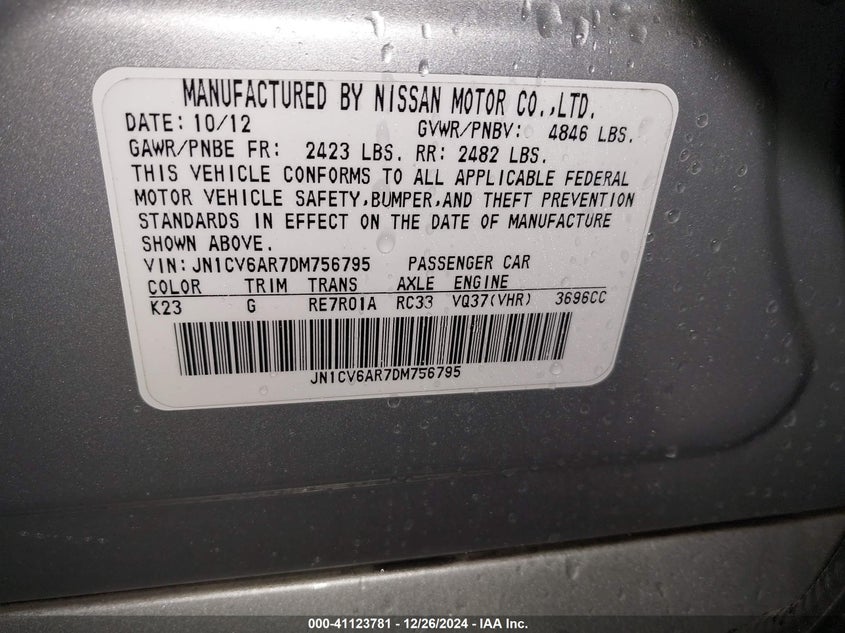 MANUFACTURED BY NISSAN MOTOR CO.,LTD.
DATE: 10/12 GVWR/PNBV: 4846 LBS.
GAWR/PNBE FR: 2423 LBS. RR: 2482 LBS.
THIS VEHICLE CONFORMS TO ALL APPLICABLE FEDERAL
MOTOR VEHICLE SAFETY,BUMPER,AND THEFT PREVENTION
STANDARDS IN EFFECT ON THE DATE OF MANUFACTURE
SHOWN ABOVE.
VIN: JN1CV6AR7DM756795 PASSENGER CAR
COLOR TRIM TRANS AXLE ENGINE
K23 G RE7R01A RC33 VQ37(VHR) 3696CC
JN1CV6AR7DM756795
000-41123781 - 12/26/2024 - IAA Inc.